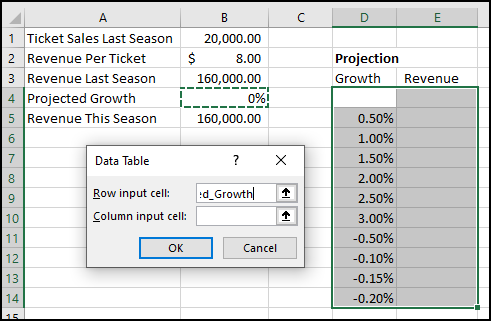 A B C D E
1 Ticket Sales Last Season 20,000.00
2 Revenue Per Ticket $ 8.00 Projection
3 Revenue Last Season 160,000.00 Growth Revenue
4 Projected Growth 0%
5 Revenue This Season 160,000.00 0.50%
6 1.00%
7 1.50%
8 2.00%
9 2.50%
10 3.00%
11 -0.50%
12 -0.10%
13 -0.15%
14 -0.20%
15
Data Table ? ×
Row input cell: :d_Growth
Column input cell:
OK Cancel